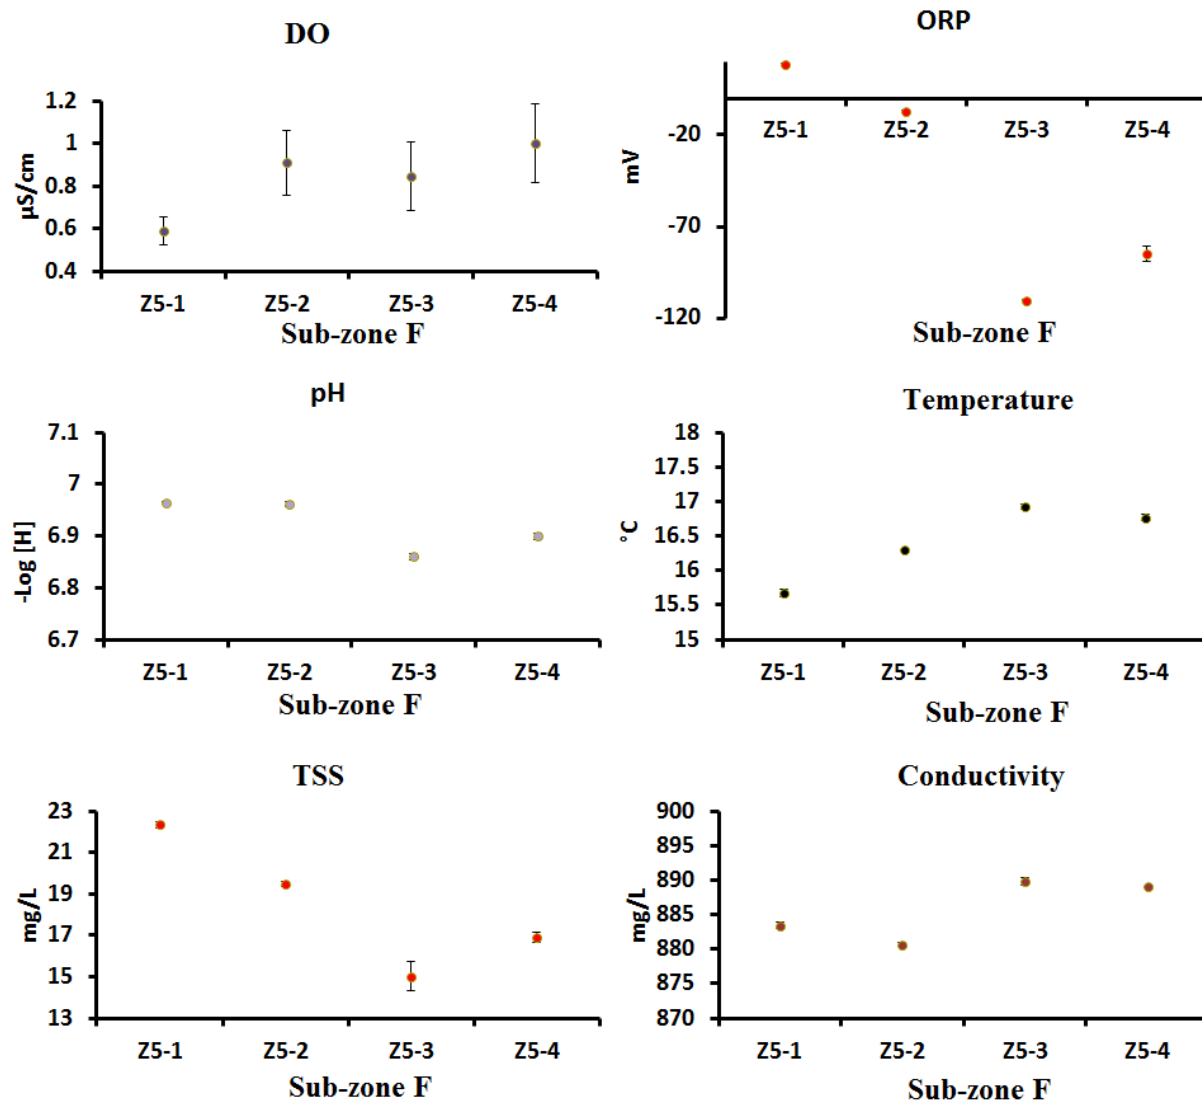 DO
µS/cm
1.2
1
0.8
0.6
0.4
Z5-1 Z5-2 Z5-3 Z5-4
Sub-zone F
ORP
mV
Z5-1 Z5-2 Z5-3 Z5-4
-20
-70
-120
Sub-zone F
pH
-Log [H]
7.1
7
6.9
6.8
6.7
Z5-1 Z5-2 Z5-3 Z5-4
Sub-zone F
Temperature
°C
18
17.5
17
16.5
16
15.5
15
Z5-1 Z5-2 Z5-3 Z5-4
Sub-zone F
TSS
mg/L
23
21
19
17
15
13
Z5-1 Z5-2 Z5-3 Z5-4
Sub-zone F
Conductivity
mg/L
900
895
890
885
880
875
870
Z5-1 Z5-2 Z5-3 Z5-4
Sub-zone F